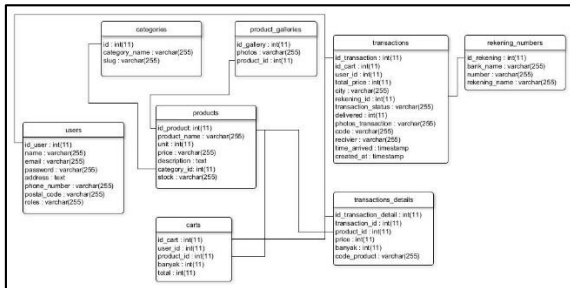 categories
id : int(11)
category_name : varchar(255)
slug : varchar(255)
product_galleries
id_gallery : int(11)
photos : varchar(255)
product_id : int(11)
transactions
id_transaction : int(11)
id_cart : int(11)
user_id : int(11)
total_price : int(11)
city : varchar(255)
rekening_id : int(11)
transaction_status : varchar(255)
delivered : int(11)
photos_transaction : varchar(255)
code : varchar(255)
recivier : varchar(255)
time_arrived : timestamp
created_at : timestamp
rekening_numbers
id_rekening : int(11)
bank_name : varchar(255)
number : varchar(255)
rekening_name : varchar(255)
users
id_user : int(11)
name : varchar(255)
email : varchar(255)
password : varchar(255)
address : text
phone_number : varchar(255)
postal_code : varchar(255)
roles : varchar(255)
products
id_product : int(11)
product_name : varchar(255)
unit : int(11)
price : varchar(255)
description : text
category_id : int(11)
stock : varchar(255)
carts
id_cart : int(11)
user_id : int(11)
product_id : int(11)
banyak : int(11)
total : int(11)
transactions_details
id_transaction_detail : int(11)
transaction_id : int(11)
product_id : int(11)
price : int(11)
banyak : int(11)
code_product : varchar(255)